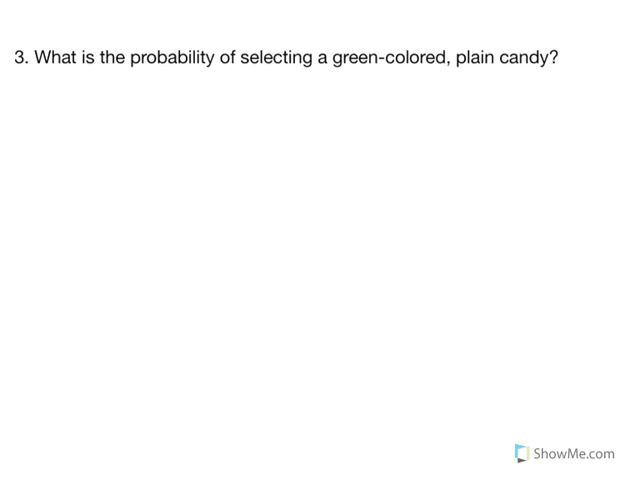 3. What is the probability of selecting a green-colored, plain candy?
ShowMe.com